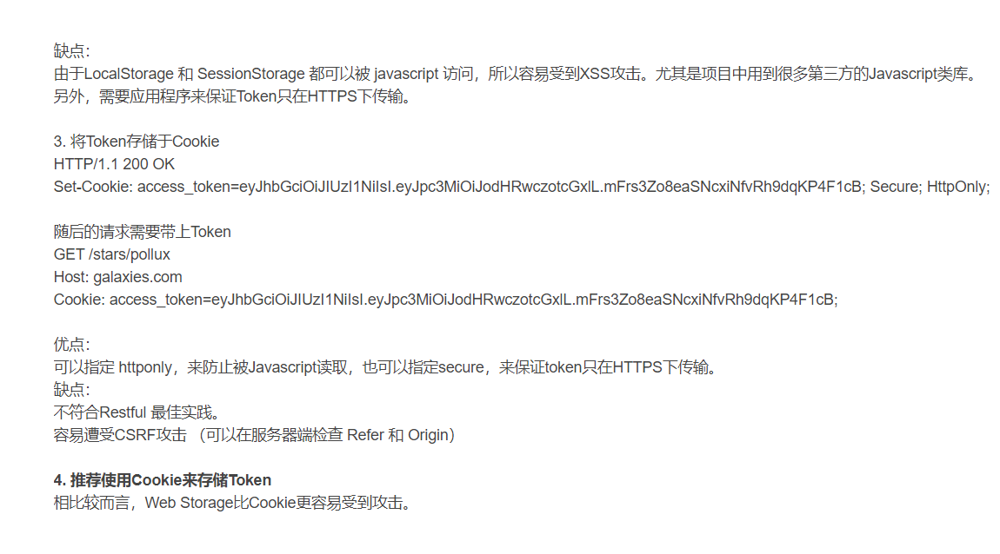 缺点：
由于LocalStorage 和 SessionStorage 都可以被 javascript 访问，所以容易受到XSS攻击。尤其是项目中用到很多第三方的Javascript类库。
另外，需要应用程序来保证Token只在HTTPS下传输。
3. 将Token存储于Cookie
HTTP/1.1 200 OK
Set-Cookie: access_token=eyJhbGciOiJIUzI1NiIsI.eyJpc3MiOiJodHRwczotcGxlL.mFrs3Zo8eaSNcxiNfvRh9dqKP4F1cB; Secure; HttpOnly;
随后的请求需要带上Token
GET /stars/pollux
Host: galaxies.com
Cookie: access_token=eyJhbGciOiJIUzI1NiIsI.eyJpc3MiOiJodHRwczotcGxlL.mFrs3Zo8eaSNcxiNfvRh9dqKP4F1cB;
优点：
可以指定 httponly，来防止被Javascript读取，也可以指定secure，来保证token只在HTTPS下传输。
缺点：
不符合Restful 最佳实践。
容易遭受CSRF攻击 （可以在服务器端检查 Refer 和 Origin）
4. 推荐使用Cookie来存储Token
相比较而言，Web Storage比Cookie更容易受到攻击。